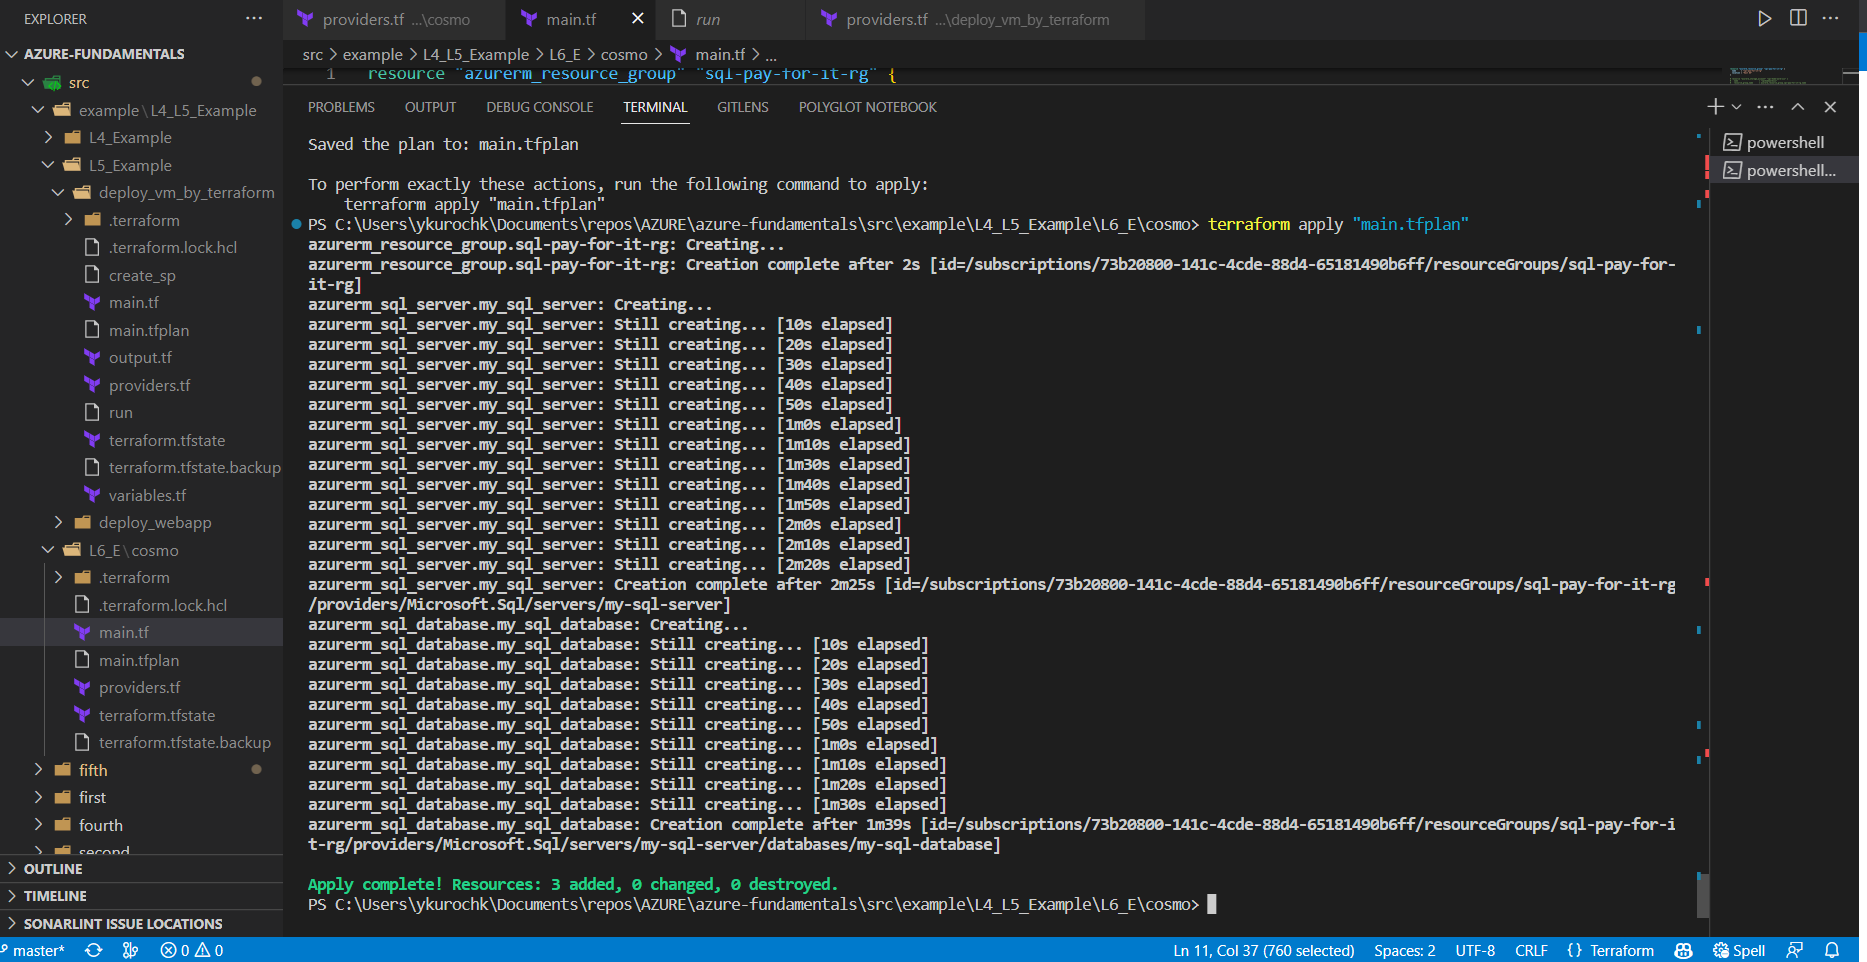 EXPLORER
AZURE-FUNDAMENTALS
src
example\L4_L5_Example
L4_Example
L5_Example
deploy_vm_by_terraform
.terraform
.terraform.lock.hcl
create_sp
main.tf
main.tfplan
output.tf
providers.tf
run
terraform.tfstate
terraform.tfstate.backup
variables.tf
deploy_webapp
L6_E\cosmo
.terraform
.terraform.lock.hcl
main.tf
main.tfplan
providers.tf
terraform.tfstate
terraform.tfstate.backup
fifth
first
fourth
second
OUTLINE
TIMELINE
SONARLINT ISSUE LOCATIONS
providers.tf ...\cosmo
main.tf
run
providers.tf ...\deploy_vm_by_terraform
src > example > L4_L5_Example > L6_E > cosmo > main.tf > ...
1 resource "azurerm_resource_group" "sql-pay-for-it-rg" {
PROBLEMS OUTPUT DEBUG CONSOLE TERMINAL GITLENS POLYGLOT NOTEBOOK
Saved the plan to: main.tfplan
To perform exactly these actions, run the following command to apply:
terraform apply "main.tfplan"
PS C:\Users\ykurochk\Documents\repos\AZURE\azure-fundamentals\src\example\L4_L5_Example\L6_E\cosmo> terraform apply "main.tfplan"
azurerm_resource_group.sql-pay-for-it-rg: Creating...
azurerm_resource_group.sql-pay-for-it-rg: Creation complete after 2s [id=/subscriptions/73b20800-141c-4cde-88d4-65181490b6ff/resourceGroups/sql-pay-for-
it-rg]
azurerm_sql_server.my_sql_server: Creating...
azurerm_sql_server.my_sql_server: Still creating... [10s elapsed]
azurerm_sql_server.my_sql_server: Still creating... [20s elapsed]
azurerm_sql_server.my_sql_server: Still creating... [30s elapsed]
azurerm_sql_server.my_sql_server: Still creating... [40s elapsed]
azurerm_sql_server.my_sql_server: Still creating... [50s elapsed]
azurerm_sql_server.my_sql_server: Still creating... [1m0s elapsed]
azurerm_sql_server.my_sql_server: Still creating... [1m10s elapsed]
azurerm_sql_server.my_sql_server: Still creating... [1m30s elapsed]
azurerm_sql_server.my_sql_server: Still creating... [1m40s elapsed]
azurerm_sql_server.my_sql_server: Still creating... [1m50s elapsed]
azurerm_sql_server.my_sql_server: Still creating... [2m0s elapsed]
azurerm_sql_server.my_sql_server: Still creating... [2m10s elapsed]
azurerm_sql_server.my_sql_server: Still creating... [2m20s elapsed]
azurerm_sql_server.my_sql_server: Creation complete after 2m25s [id=/subscriptions/73b20800-141c-4cde-88d4-65181490b6ff/resourceGroups/sql-pay-for-it-rg
/providers/Microsoft.Sql/servers/my-sql-server]
azurerm_sql_database.my_sql_database: Creating...
azurerm_sql_database.my_sql_database: Still creating... [10s elapsed]
azurerm_sql_database.my_sql_database: Still creating... [20s elapsed]
azurerm_sql_database.my_sql_database: Still creating... [30s elapsed]
azurerm_sql_database.my_sql_database: Still creating... [40s elapsed]
azurerm_sql_database.my_sql_database: Still creating... [50s elapsed]
azurerm_sql_database.my_sql_database: Still creating... [1m0s elapsed]
azurerm_sql_database.my_sql_database: Still creating... [1m10s elapsed]
azurerm_sql_database.my_sql_database: Still creating... [1m20s elapsed]
azurerm_sql_database.my_sql_database: Still creating... [1m30s elapsed]
azurerm_sql_database.my_sql_database: Creation complete after 1m39s [id=/subscriptions/73b20800-141c-4cde-88d4-65181490b6ff/resourceGroups/sql-pay-for-i
t-rg/providers/Microsoft.Sql/servers/my-sql-server/databases/my-sql-database]
Apply complete! Resources: 3 added, 0 changed, 0 destroyed.
PS C:\Users\ykurochk\Documents\repos\AZURE\azure-fundamentals\src\example\L4_L5_Example\L6_E\cosmo>
powershell
powershell...
master* 0 0 Ln 11, Col 37 (760 selected) Spaces: 2 UTF-8 CRLF {} Terraform Spell